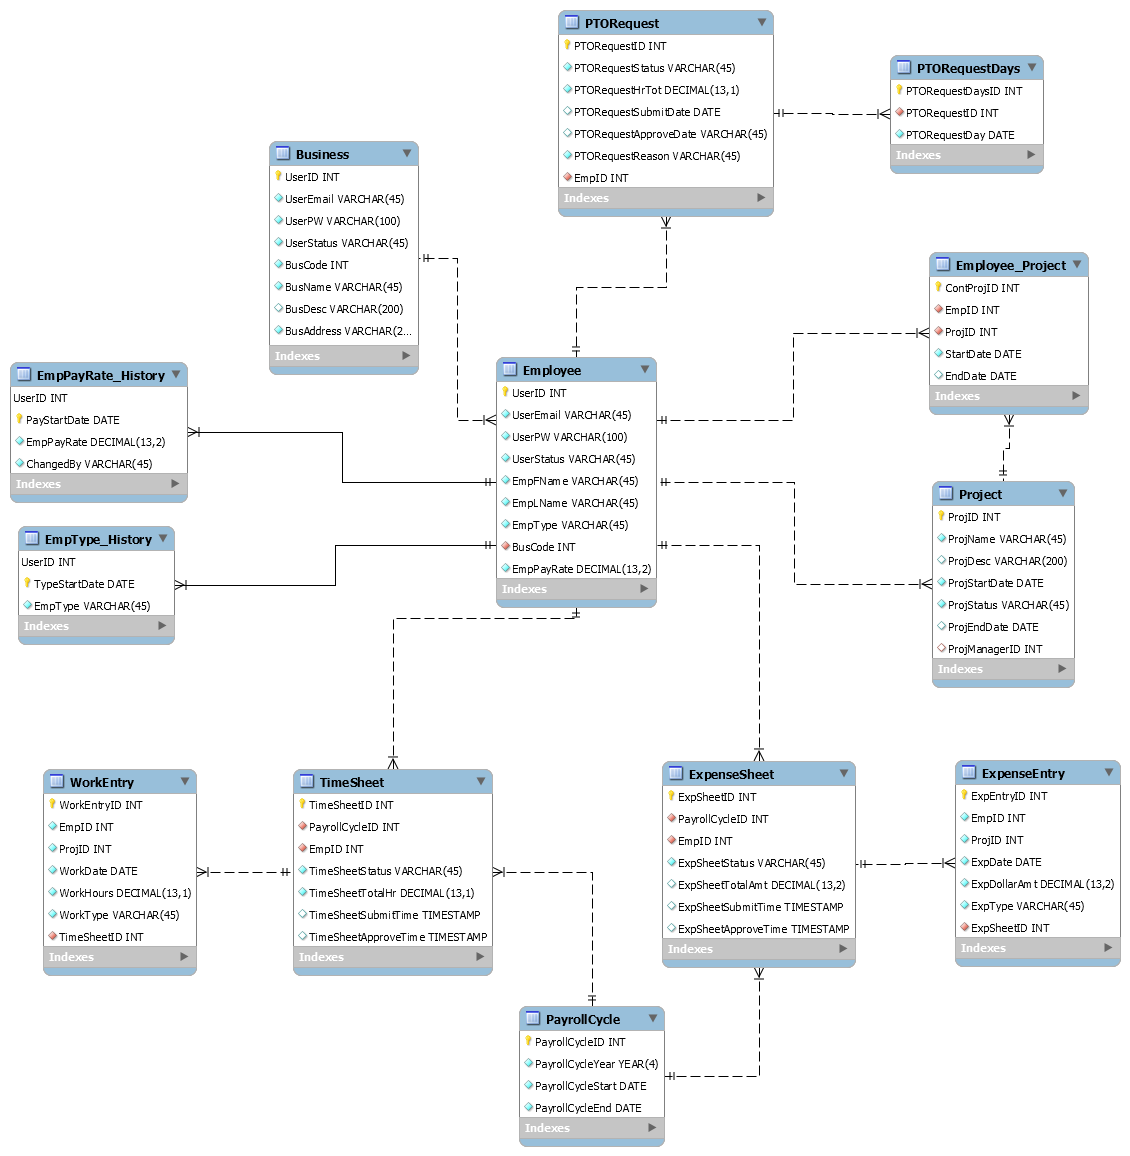 PTORequest
PTORequestID INT
PTORequestStatus VARCHAR(45)
PTORequestHrTot DECIMAL(13,1)
PTORequestSubmitDate DATE
PTORequestApproveDate VARCHAR(45)
PTORequestReason VARCHAR(45)
EmpID INT
Indexes
PTORequestDays
PTORequestDaysID INT
PTORequestID INT
PTORequestDay DATE
Indexes
Business
UserID INT
UserEmail VARCHAR(45)
UserPW VARCHAR(100)
UserStatus VARCHAR(45)
BusCode INT
BusName VARCHAR(45)
BusDesc VARCHAR(200)
BusAddress VARCHAR(2...
Indexes
Employee_Project
ContProjID INT
EmpID INT
ProjID INT
StartDate DATE
EndDate DATE
Indexes
EmpPayRate_History
UserID INT
PayStartDate DATE
EmpPayRate DECIMAL(13,2)
ChangedBy VARCHAR(45)
Indexes
Employee
UserID INT
UserEmail VARCHAR(45)
UserPW VARCHAR(100)
UserStatus VARCHAR(45)
EmpFName VARCHAR(45)
EmpLName VARCHAR(45)
EmpType VARCHAR(45)
BusCode INT
EmpPayRate DECIMAL(13,2)
Indexes
Project
ProjID INT
ProjName VARCHAR(45)
ProjDesc VARCHAR(200)
ProjStartDate DATE
ProjStatus VARCHAR(45)
ProjEndDate DATE
ProjManagerID INT
Indexes
EmpType_History
UserID INT
TypeStartDate DATE
EmpType VARCHAR(45)
Indexes
WorkEntry
WorkEntryID INT
EmpID INT
ProjID INT
WorkDate DATE
WorkHours DECIMAL(13,1)
WorkType VARCHAR(45)
TimeSheetID INT
Indexes
TimeSheet
TimeSheetID INT
PayrollCycleID INT
EmpID INT
TimeSheetStatus VARCHAR(45)
TimeSheetTotalHr DECIMAL(13,1)
TimeSheetSubmitTime TIMESTAMP
TimeSheetApproveTime TIMESTAMP
Indexes
ExpenseSheet
ExpSheetID INT
PayrollCycleID INT
EmpID INT
ExpSheetStatus VARCHAR(45)
ExpSheetTotalAmt DECIMAL(13,2)
ExpSheetSubmitTime TIMESTAMP
ExpSheetApproveTime TIMESTAMP
Indexes
ExpenseEntry
ExpEntryID INT
EmpID INT
ProjID INT
ExpDate DATE
ExpDollarAmt DECIMAL(13,2)
ExpType VARCHAR(45)
ExpSheetID INT
Indexes
PayrollCycle
PayrollCycleID INT
PayrollCycleYear YEAR(4)
PayrollCycleStart DATE
PayrollCycleEnd DATE
Indexes